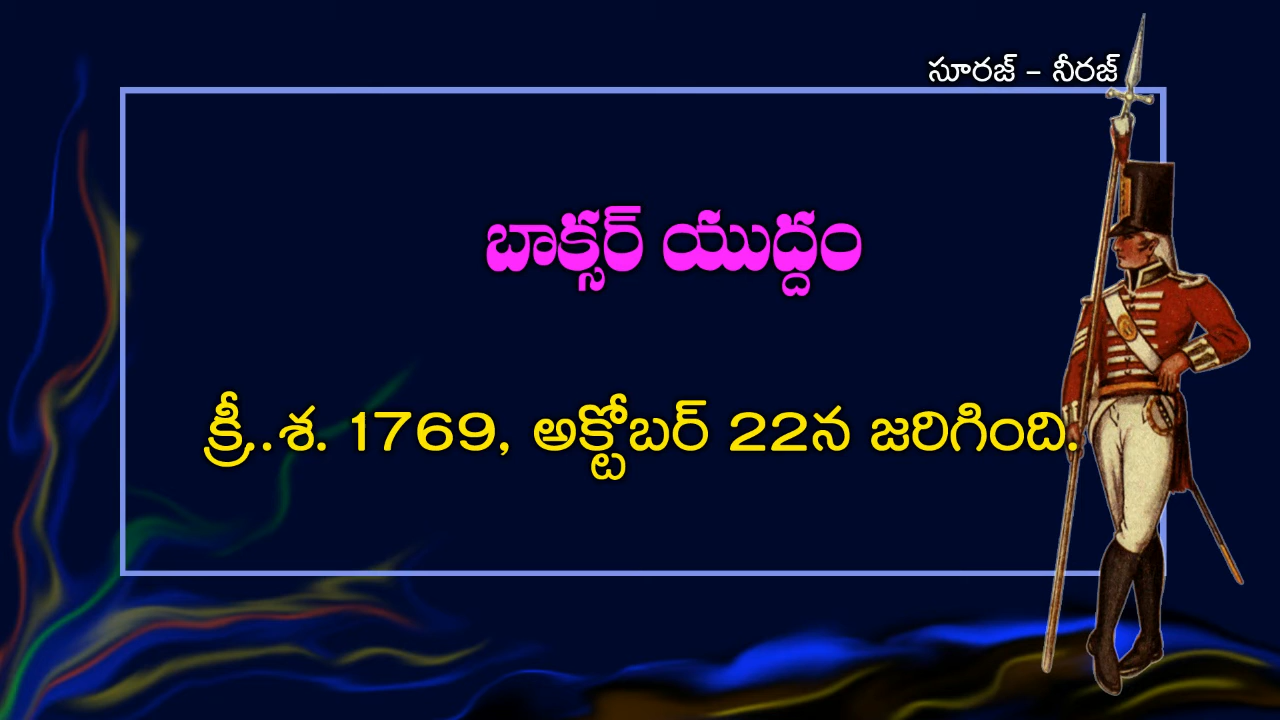 సూరజ్ – నీరజ్
బాక్సర్ యుద్దం
క్రీ..శ. 1769, అక్టోబర్ 22న జరిగింది.